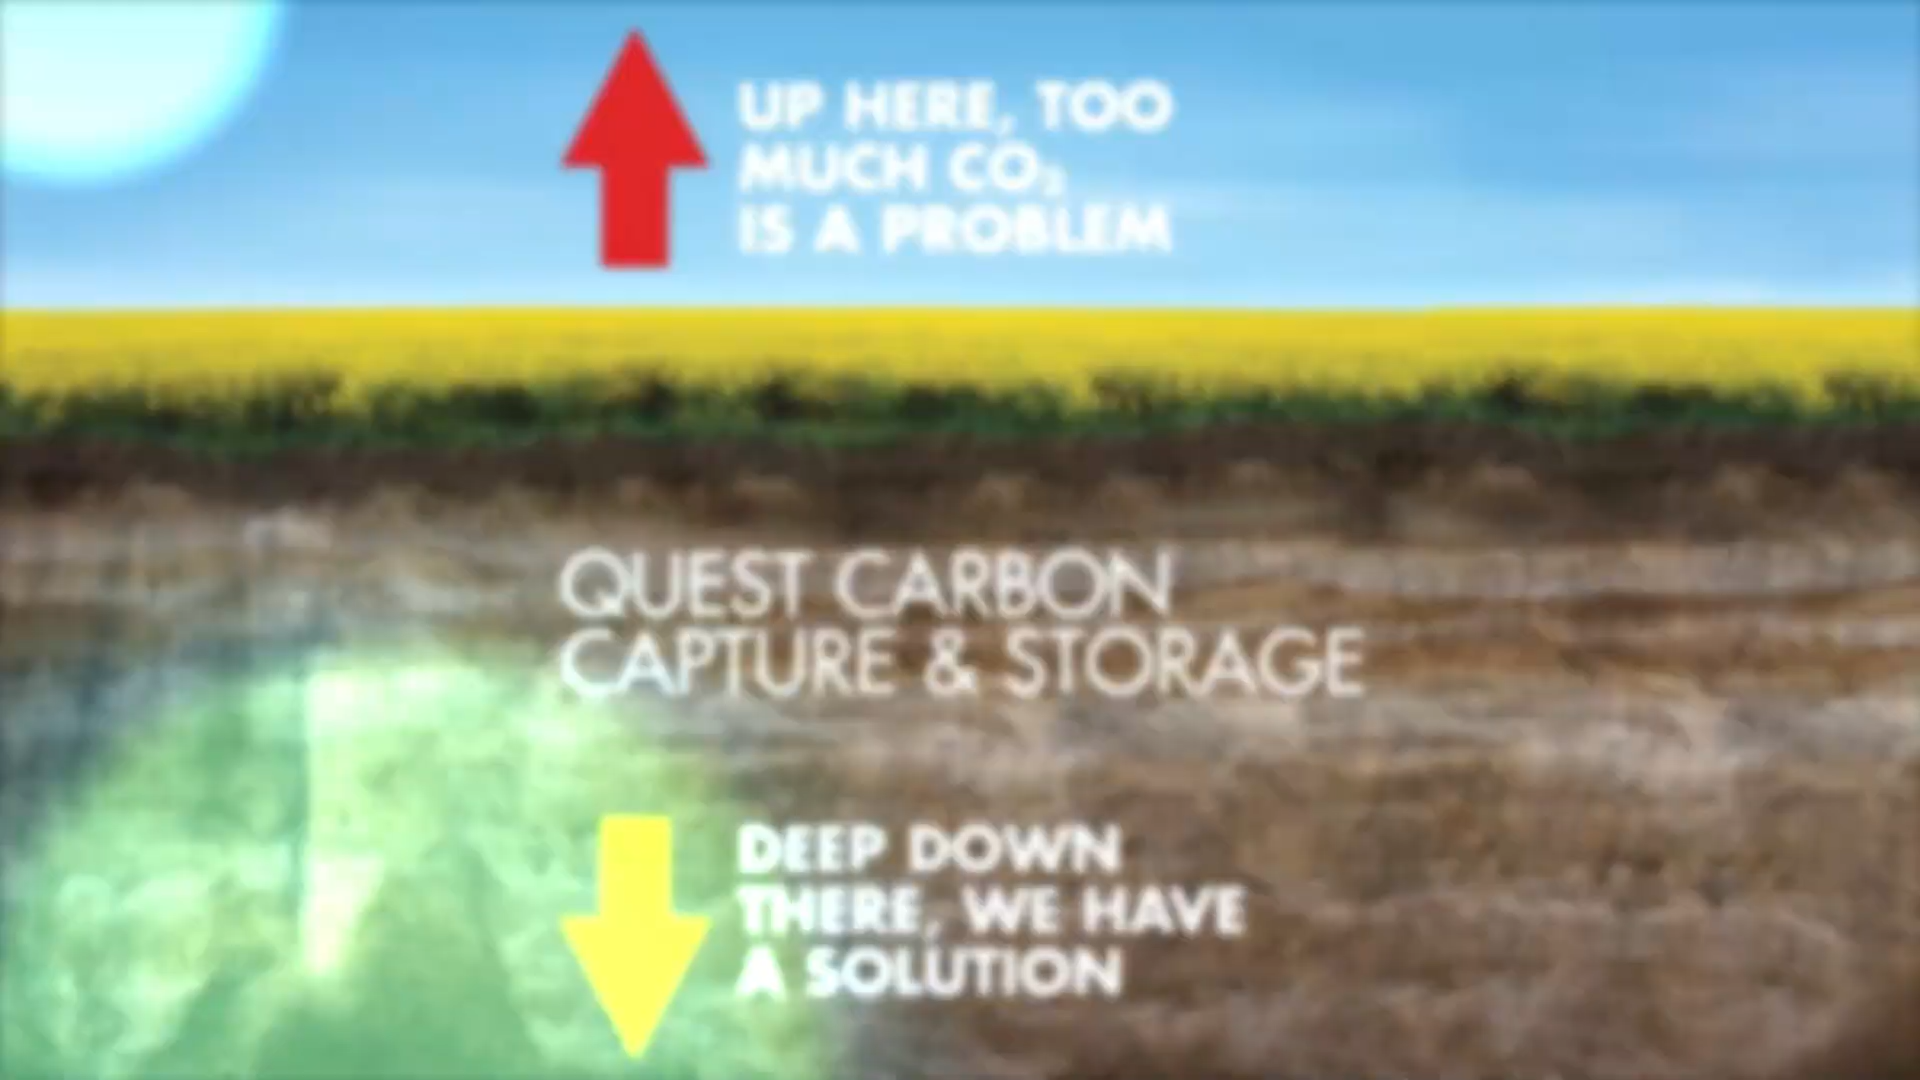 UP HERE, TOO
MUCH CO₂
IS A PROBLEM
QUEST CARBON
CAPTURE & STORAGE
DEEP DOWN
THERE, WE HAVE
A SOLUTION